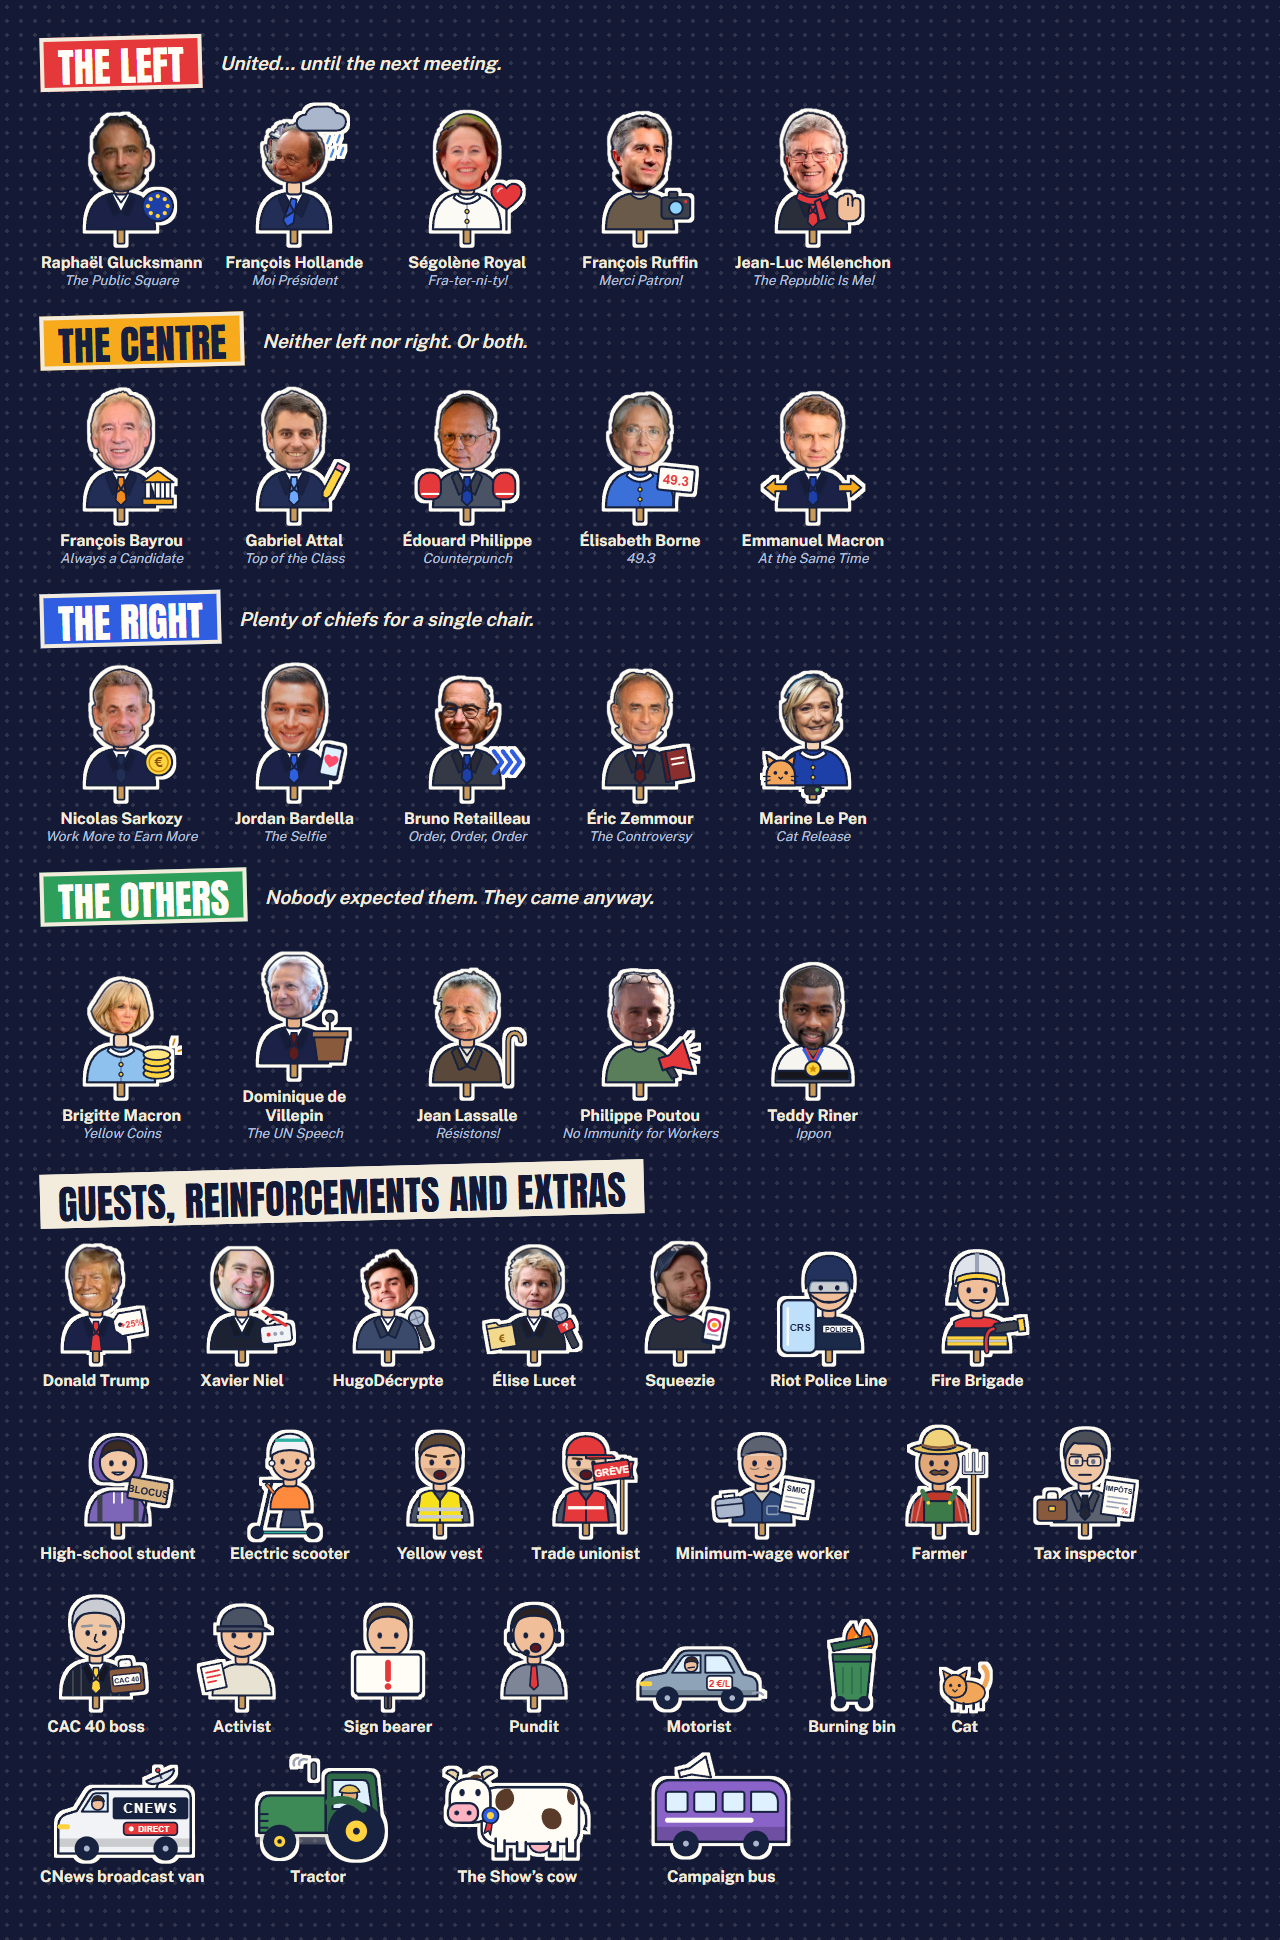 THE LEFT
United... until the next meeting.
Raphaël Glucksmann
The Public Square
François Hollande
Moi Président
Ségolène Royal
Fra-ter-ni-ty!
François Ruffin
Merci Patron!
Jean-Luc Mélenchon
The Republic Is Me!
THE CENTRE
Neither left nor right. Or both.
49.3
François Bayrou
Always a Candidate
Gabriel Attal
Top of the Class
Édouard Philippe
Counterpunch
Élisabeth Borne
49.3
Emmanuel Macron
At the Same Time
THE RIGHT
Plenty of chiefs for a single chair.
€
Nicolas Sarkozy
Work More to Earn More
Jordan Bardella
The Selfie
Bruno Retailleau
Order, Order, Order
Éric Zemmour
The Controversy
Marine Le Pen
Cat Release
THE OTHERS
Nobody expected them. They came anyway.
Brigitte Macron
Yellow Coins
Dominique de
Villepin
The UN Speech
Jean Lassalle
Résistons!
Philippe Poutou
No Immunity for Workers
Teddy Riner
Ippon
GUESTS, REINFORCEMENTS AND EXTRAS
+25%
€
?
CRS
POLICE
Donald Trump
Xavier Niel
HugoDécrypte
Élise Lucet
Squeezie
Riot Police Line
Fire Brigade
BLOCUS
GRÈVE
SMIC
IMPÔTS
%
High-school student
Electric scooter
Yellow vest
Trade unionist
Minimum-wage worker
Farmer
Tax inspector
CAC 40
!
2 €/L
CAC 40 boss
Activist
Sign bearer
Pundit
Motorist
Burning bin
Cat
CNEWS
DIRECT
CNews broadcast van
Tractor
The Show's cow
Campaign bus